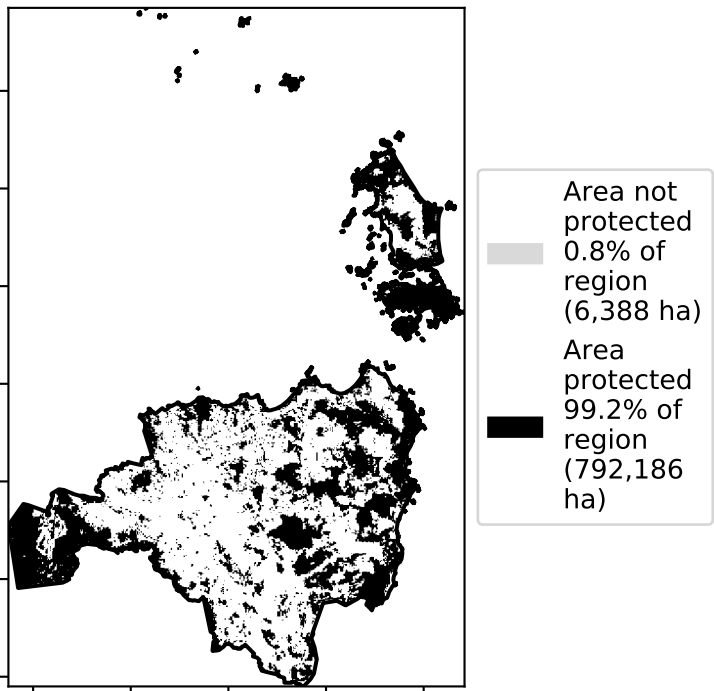 Area not
protected
0.8% of
region
(6,388 ha)
Area
protected
99.2% of
region
(792,186
ha)